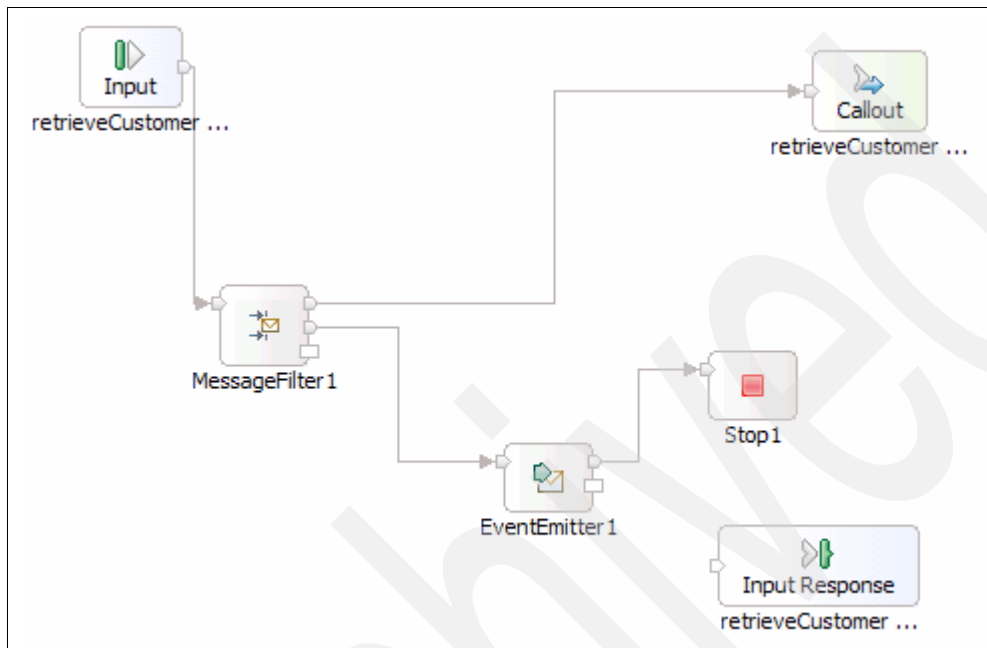 Input
retrieveCustomer ...
Callout
retrieveCustomer ...
MessageFilter1
Stop1
EventEmitter1
Input Response
retrieveCustomer ...